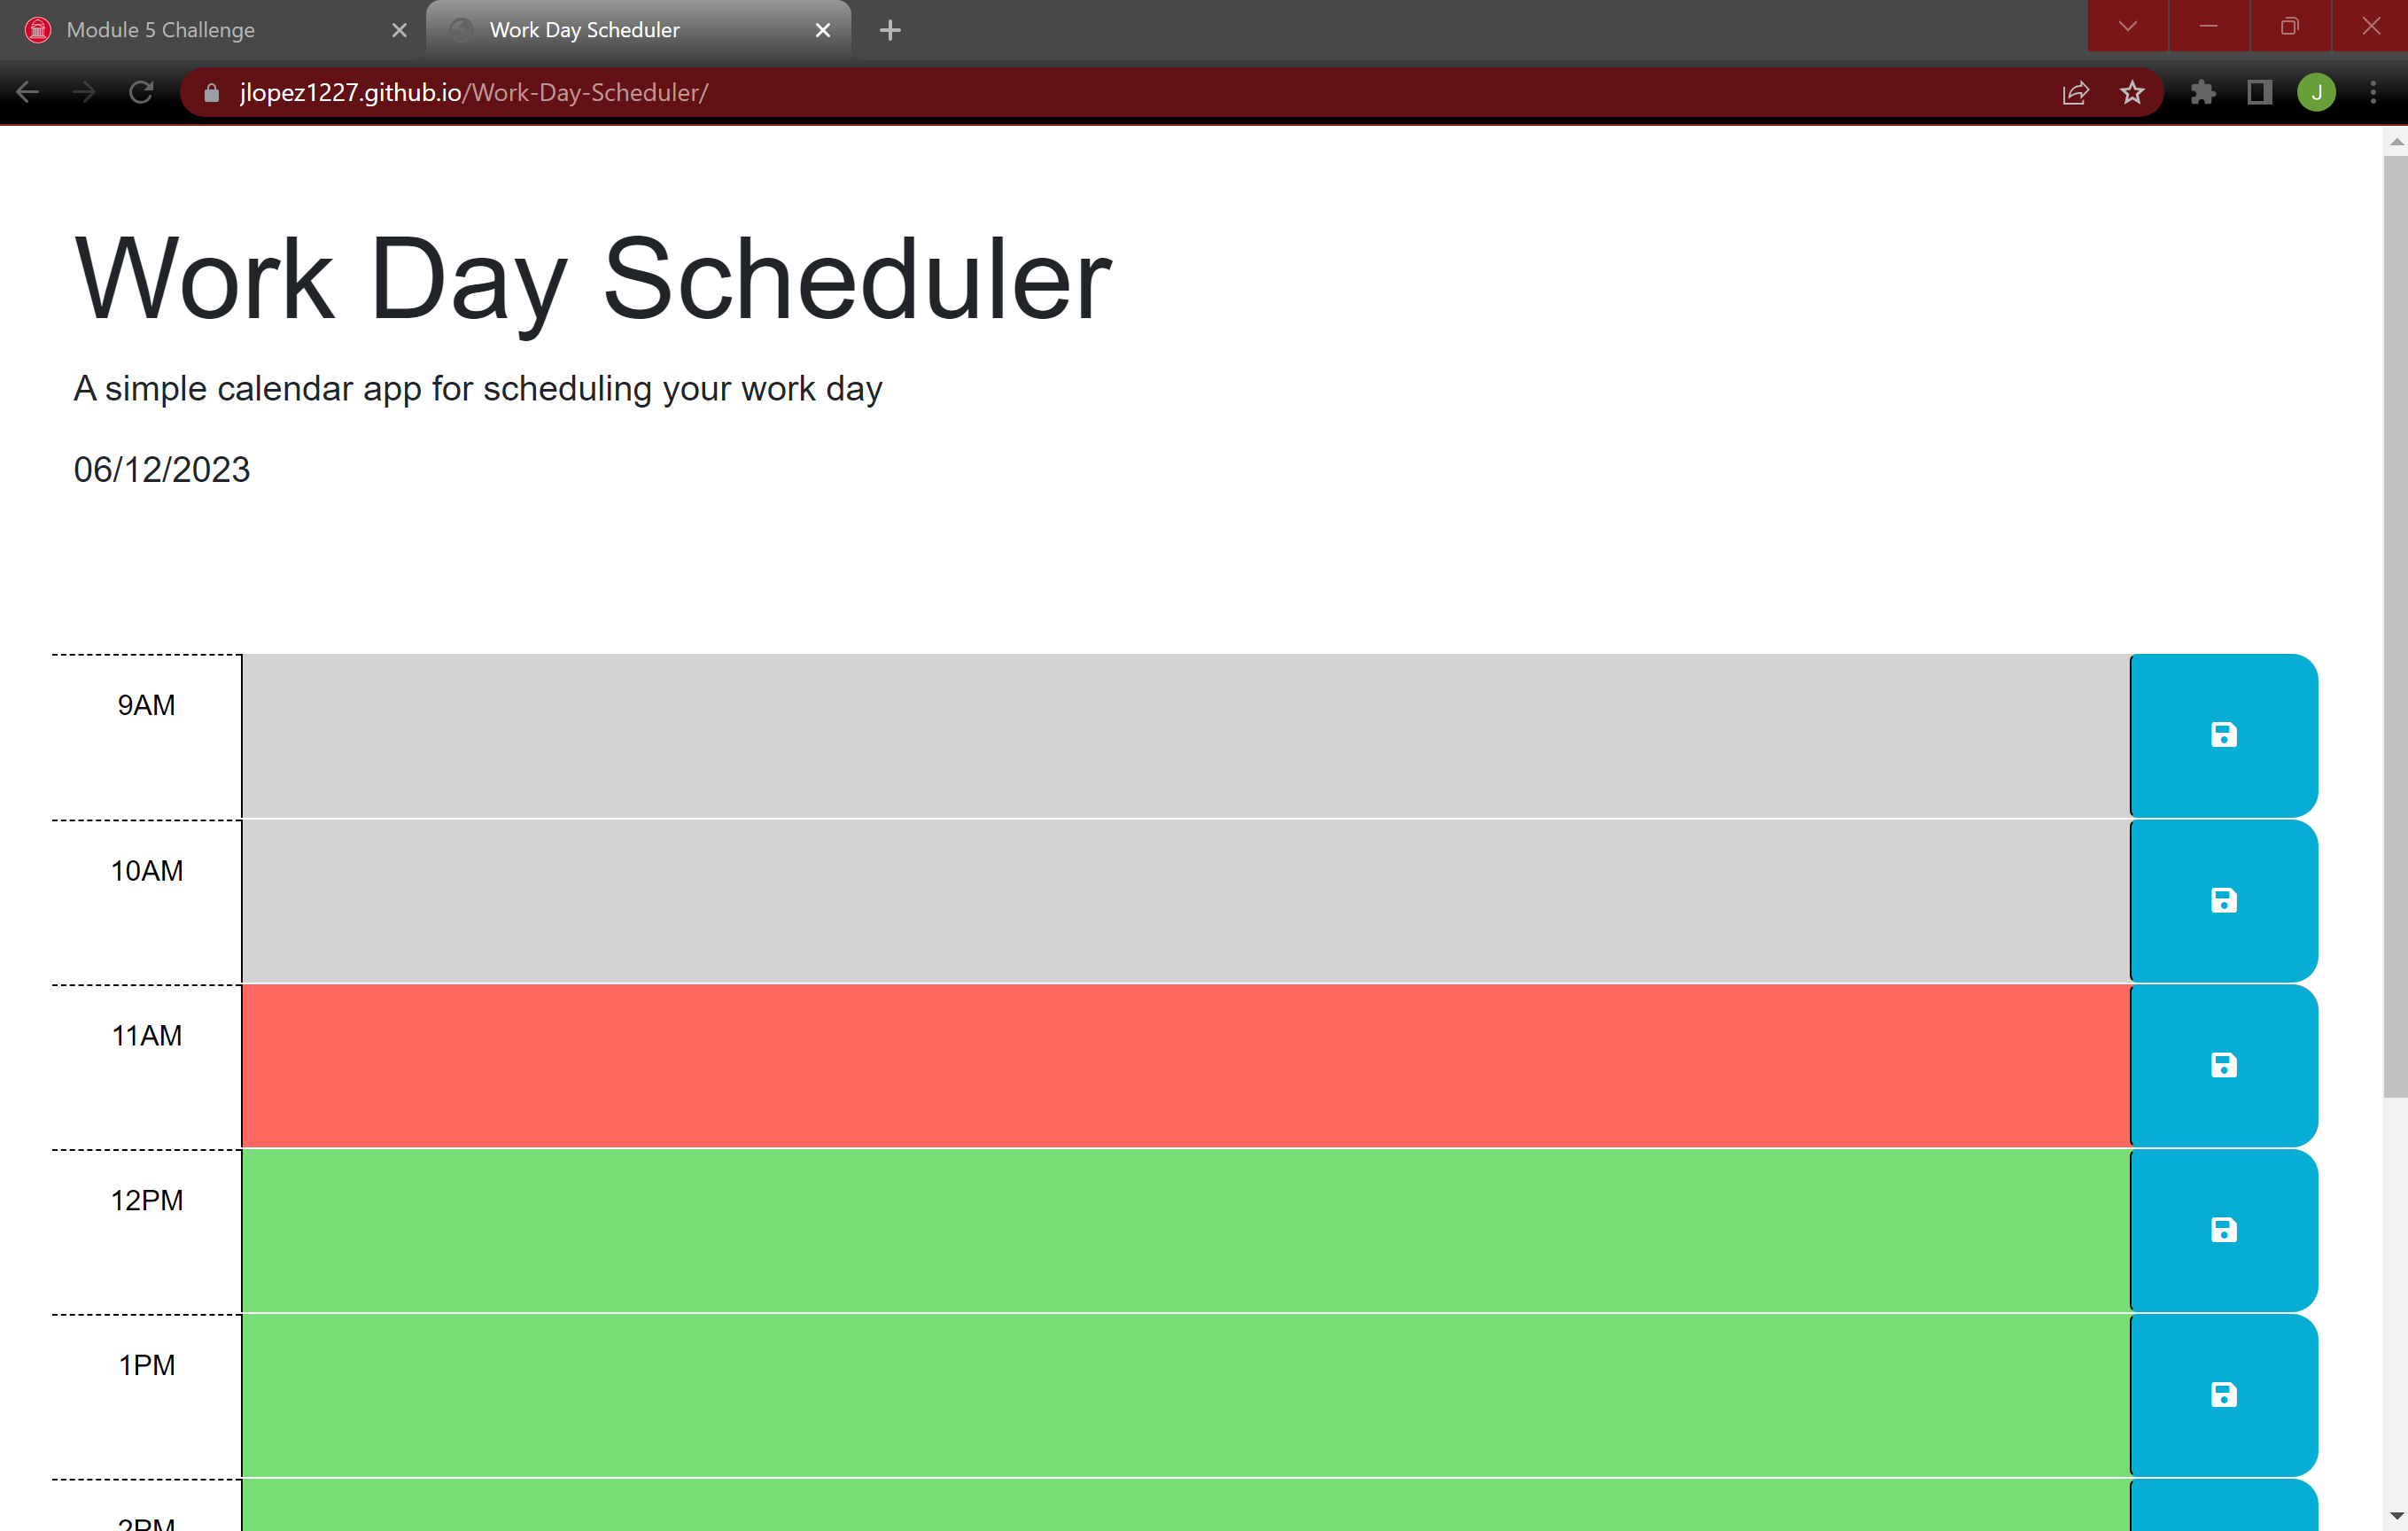 Module 5 Challenge
Work Day Scheduler
jlopez1227.github.io/Work-Day-Scheduler/
J
Work Day Scheduler
A simple calendar app for scheduling your work day
06/12/2023
9AM
10AM
11AM
12PM
1PM
2PM